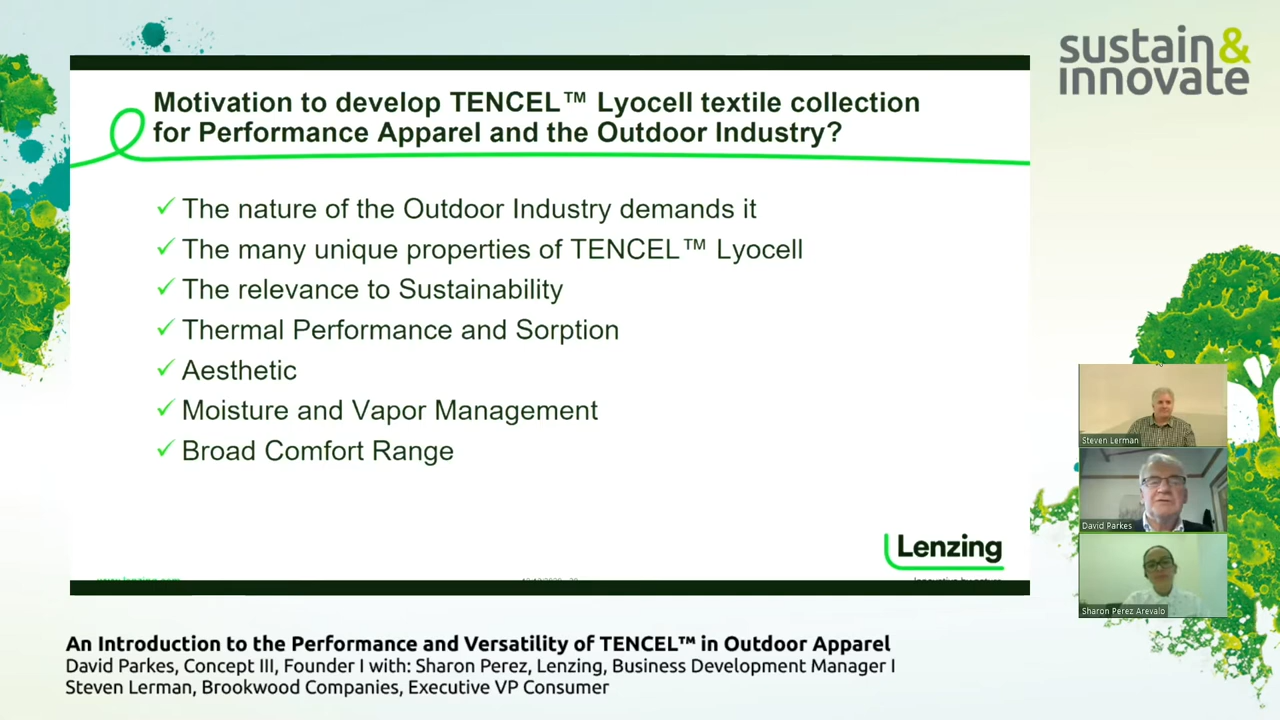 sustain&
innovate
Motivation to develop TENCEL™ Lyocell textile collection
for Performance Apparel and the Outdoor Industry?
✓ The nature of the Outdoor Industry demands it
✓ The many unique properties of TENCEL™ Lyocell
✓ The relevance to Sustainability
✓ Thermal Performance and Sorption
✓ Aesthetic
✓ Moisture and Vapor Management
✓ Broad Comfort Range
Lenzing
www.lenzing.com
Steven Lerman
David Parkes
Sharon Perez Arevalo
An Introduction to the Performance and Versatility of TENCEL™ in Outdoor Apparel
David Parkes, Concept III, Founder I with: Sharon Perez, Lenzing, Business Development Manager I
Steven Lerman, Brookwood Companies, Executive VP Consumer